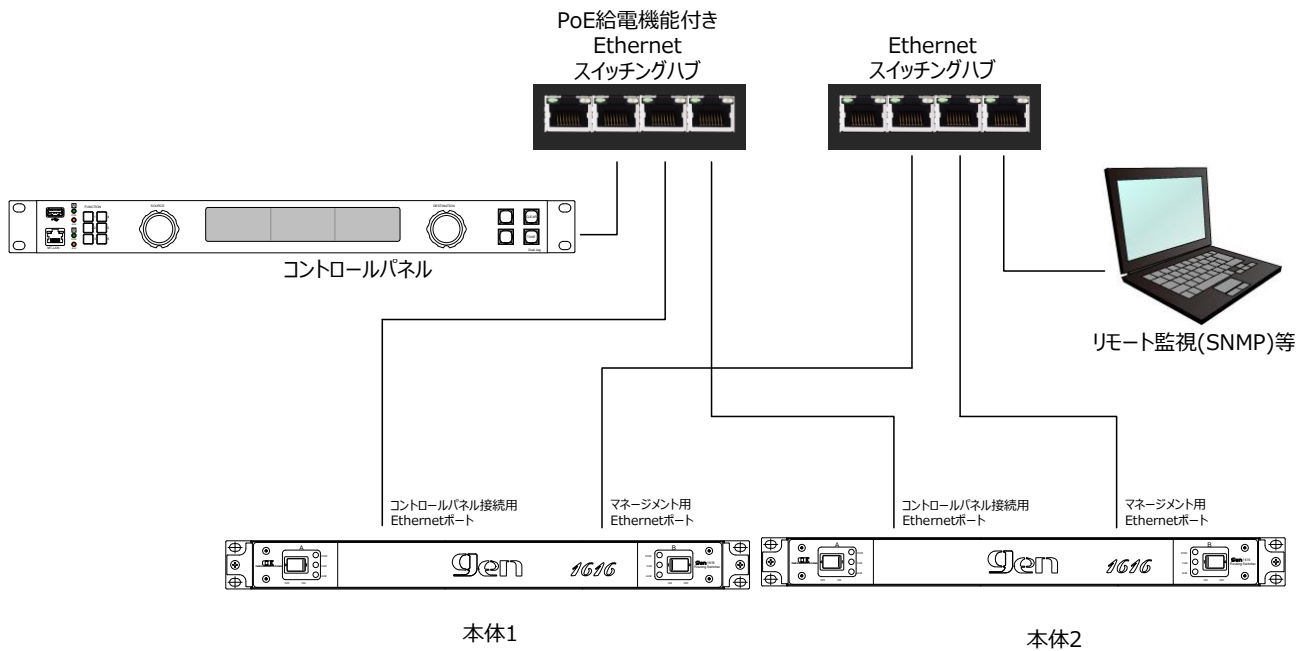 PoE給電機能付き
Ethernet
スイッチングハブ
Ethernet
スイッチングハブ
FUNCTION
SOURCE
DESTINATION
コントロールパネル
リモート監視(SNMP)等
コントロールパネル接続用
Ethernetポート
マネージメント用
Ethernetポート
コントロールパネル接続用
Ethernetポート
マネージメント用
Ethernetポート
A
gen
1616
B
A
gen
1616
B
本体1
本体2